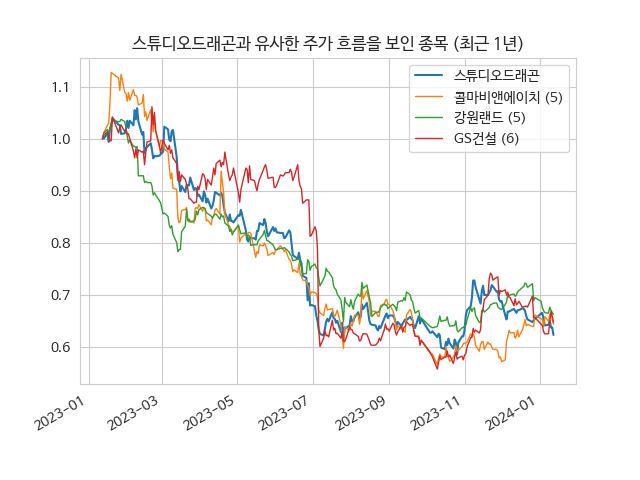 스튜디오드래곤과 유사한 주가 흐름을 보인 종목 (최근 1년)
스튜디오드래곤
콜마비앤에이치 (5)
강원랜드 (5)
GS건설 (6)
1.1
1.0
0.9
0.8
0.7
0.6
2023-01
2023-03
2023-05
2023-07
2023-09
2023-11
2024-01